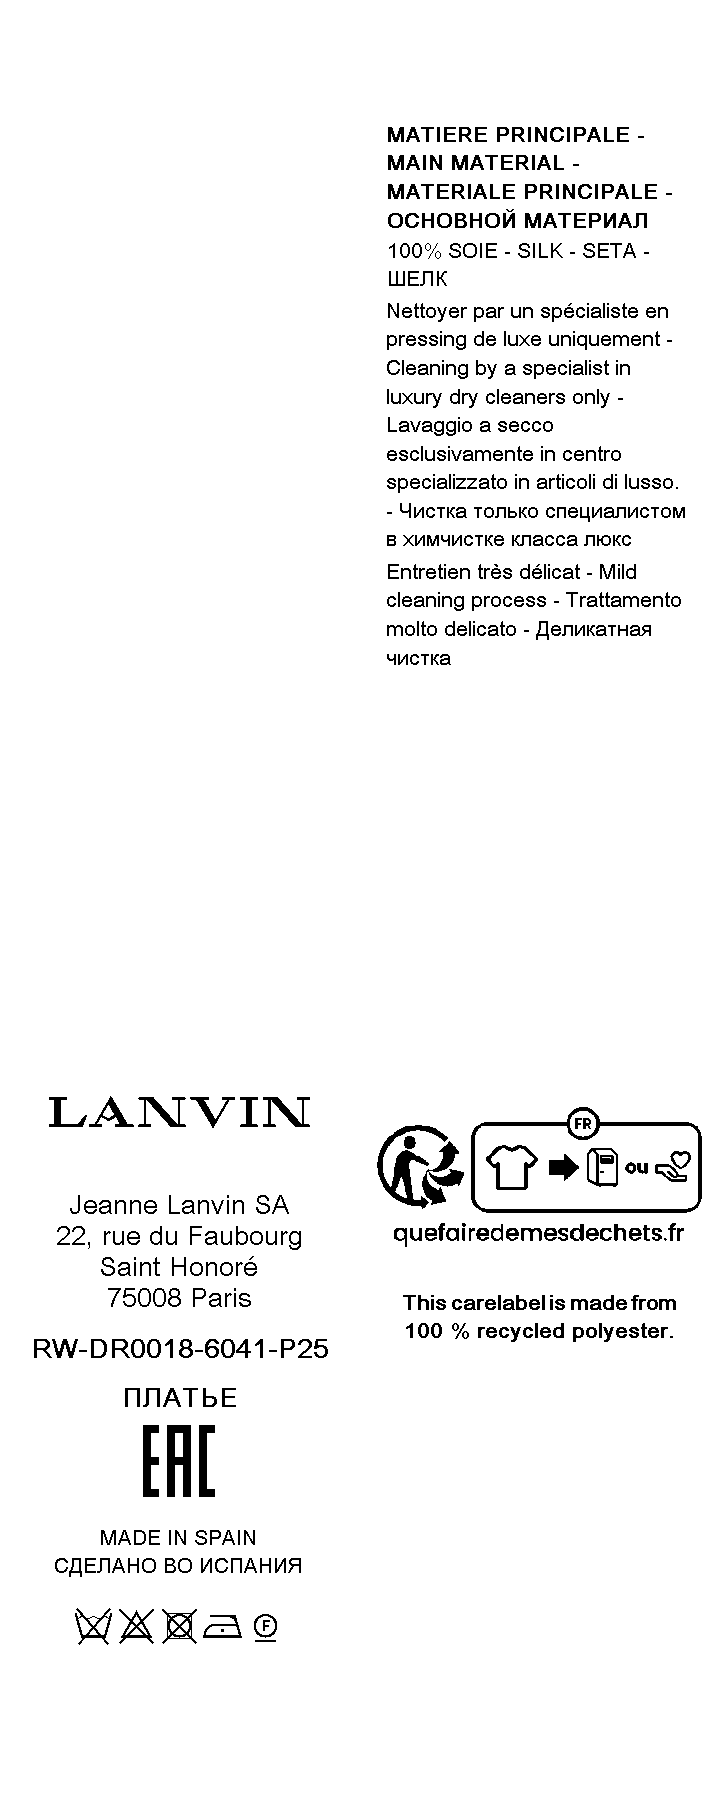 MATIERE PRINCIPALE -
MAIN MATERIAL -
MATERIALE PRINCIPALE -
ОСНОВНОЙ МАТЕРИАЛ
100% SOIE - SILK - SETA -
ШЕЛК
Nettoyer par un spécialiste en
pressing de luxe uniquement -
Cleaning by a specialist in
luxury dry cleaners only -
Lavaggio a secco
esclusivamente in centro
specializzato in articoli di lusso.
- Чистка только специалистом
в химчистке класса люкс
Entretien très délicat - Mild
cleaning process - Trattamento
molto delicato - Деликатная
чистка
LANVIN
Jeanne Lanvin SA
22, rue du Faubourg
Saint Honoré
75008 Paris
RW-DR0018-6041-P25
ПЛАТЬЕ
EAC
MADE IN SPAIN
СДЕЛАНО ВО ИСПАНИЯ
F
FR
ou
quefairedemesdechets.fr
This carelabel is made from
100 % recycled polyester.